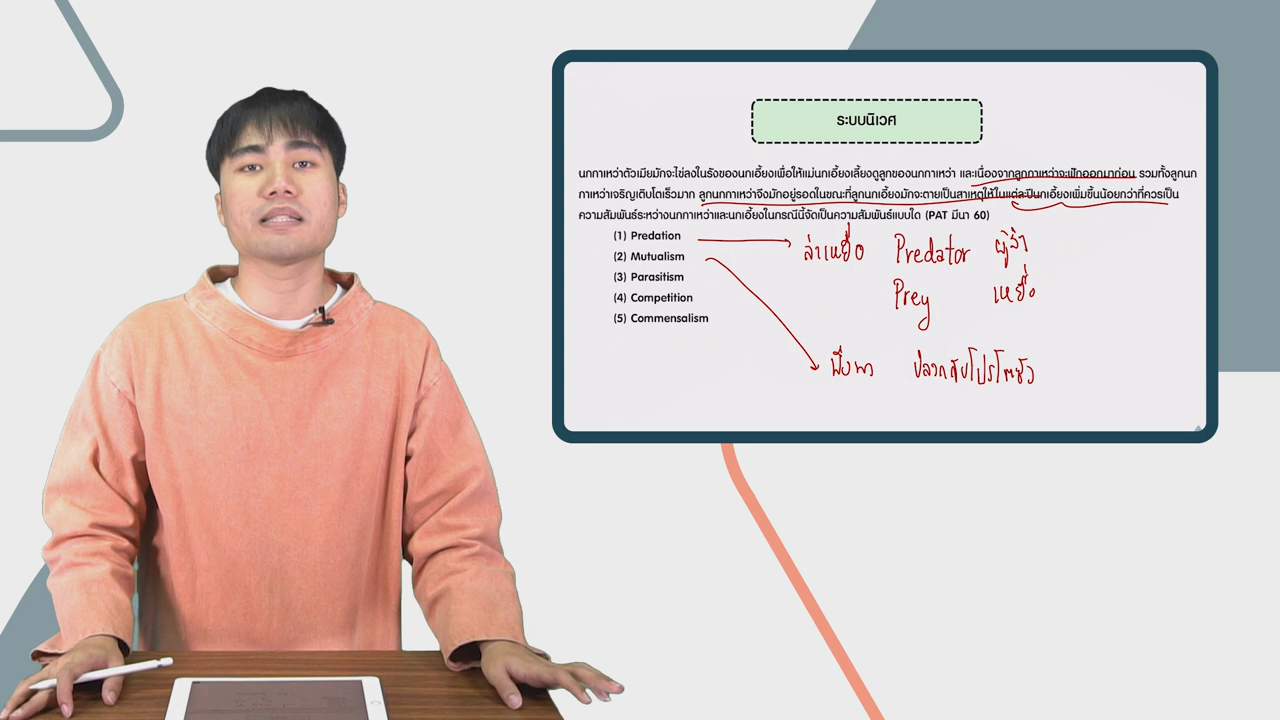 ระบบนิเวศ
นกกาเหว่าตัวเมียมักจะไข่ลงในรังของนกเอี้ยงเพื่อให้แม่นกเอี้ยงเลี้ยงดูลูกของนกกาเหว่า และเนื่องจากลูกกาเหว่าจะฟักออกมาก่อน รวมทั้งลูกนก
กาเหว่าเจริญเติบโตเร็วมาก ลูกนกกาเหว่าจึงมักอยู่รอดในขณะที่ลูกนกเอี้ยงมักจะตายเป็นสาเหตุให้ในแต่ละปีนกเอี้ยงเพิ่มขึ้นน้อยกว่าที่ควรเป็น
ความสัมพันธ์ระหว่างนกกาเหว่าและนกเอี้ยงในกรณีนี้จัดเป็นความสัมพันธ์แบบใด (PAT มีนา 60)
(1) Predation
(2) Mutualism
(3) Parasitism
(4) Competition
(5) Commensalism
ล่าเหยื่อ Predator ผู้ล่า
Prey เหยื่อ
พึ่งพา ปลวกกับโปรโตซัว